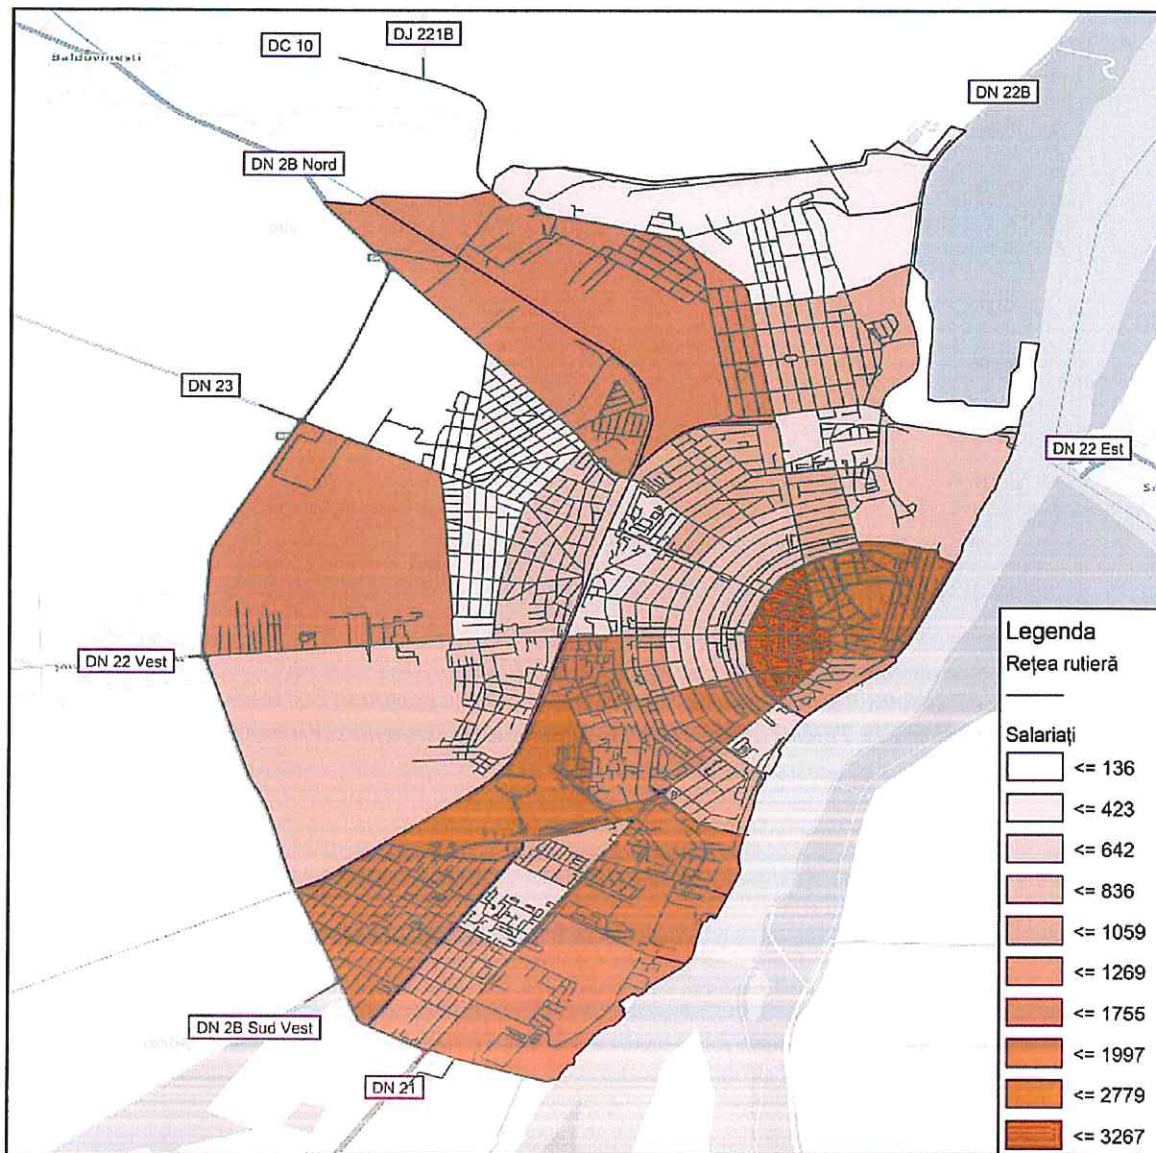 DJ 221B
DC 10
Baldovinești
DN 22B
DN 2B Nord
DN 23
DN 22 Est
DN 22 Vest
Legenda
Rețea rutieră
Salariați
<= 136
<= 423
<= 642
<= 836
<= 1059
<= 1269
<= 1755
<= 1997
<= 2779
<= 3267
DN 2B Sud Vest
DN 21